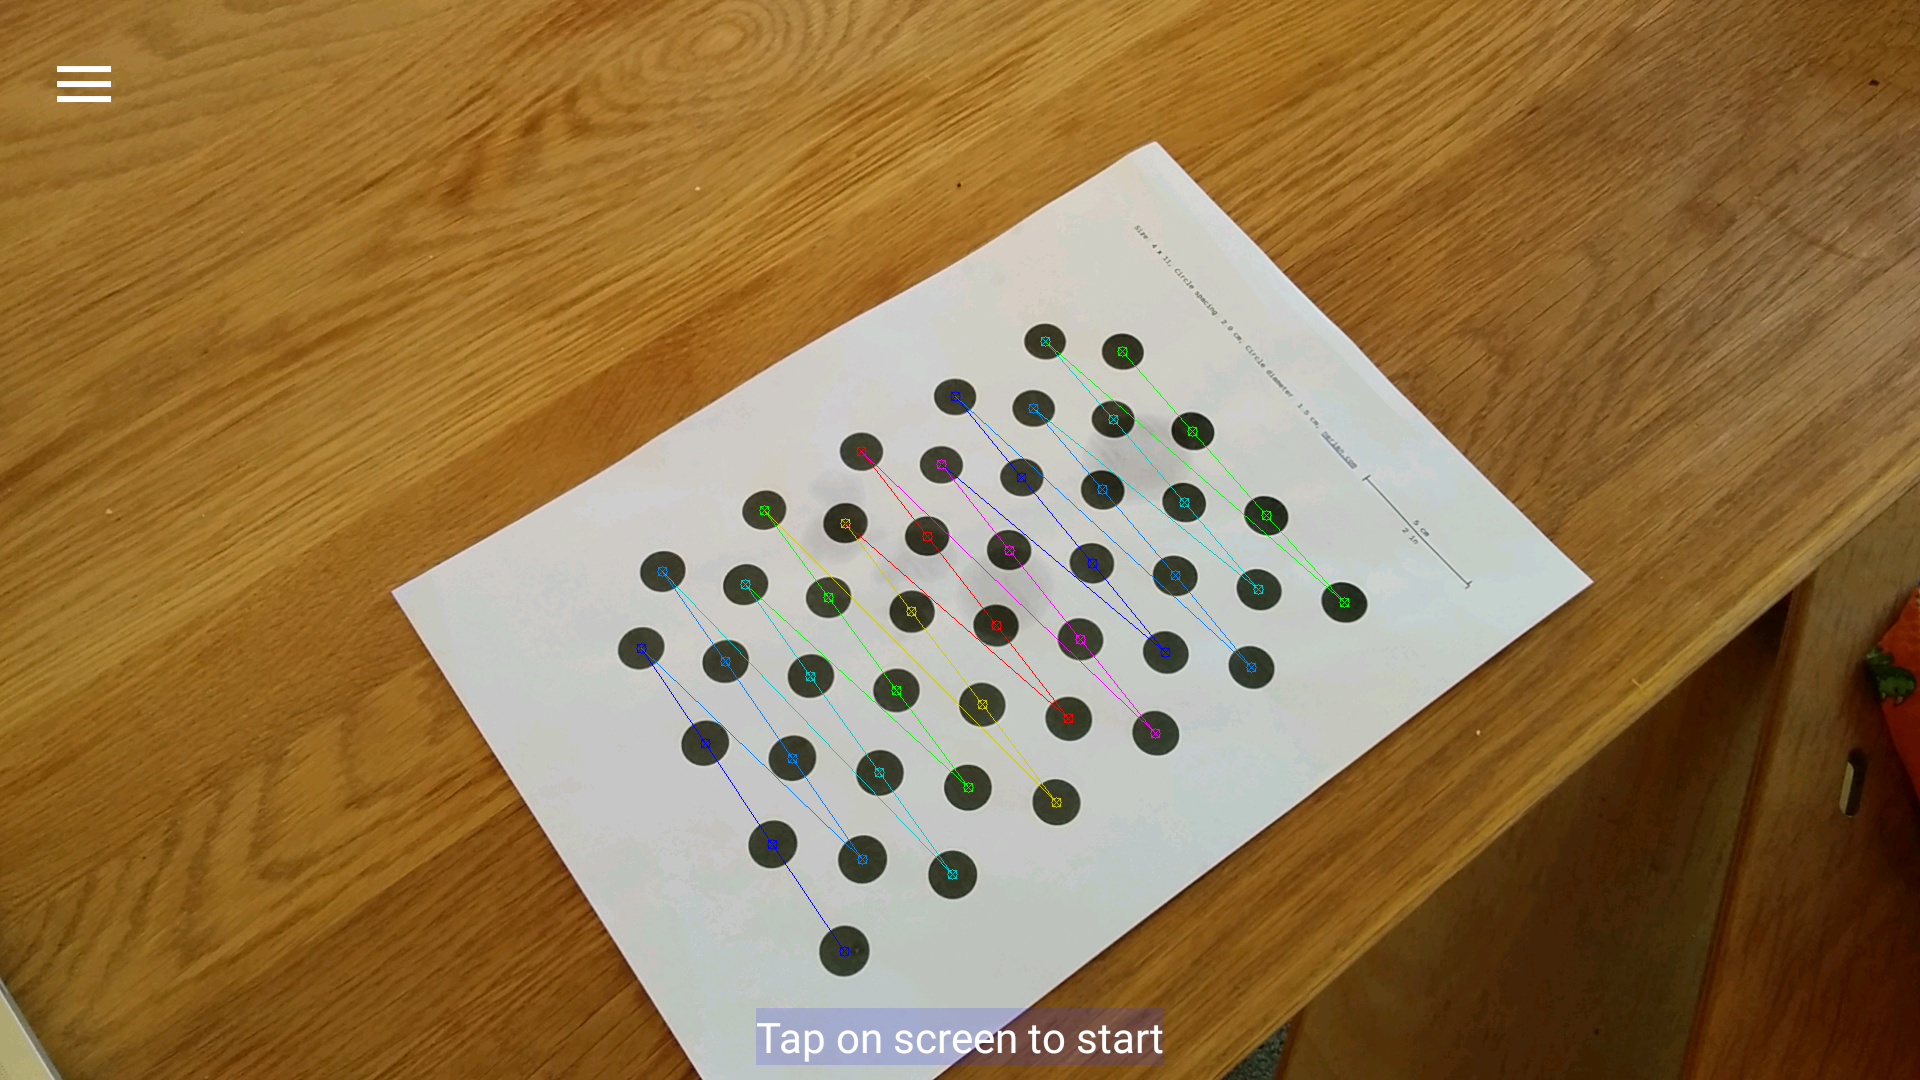 Size: 4 x 11, Circle spacing: 2.0 cm, Circle diameter: 1.5 cm,
5 cm
2 in
Tap on screen to start